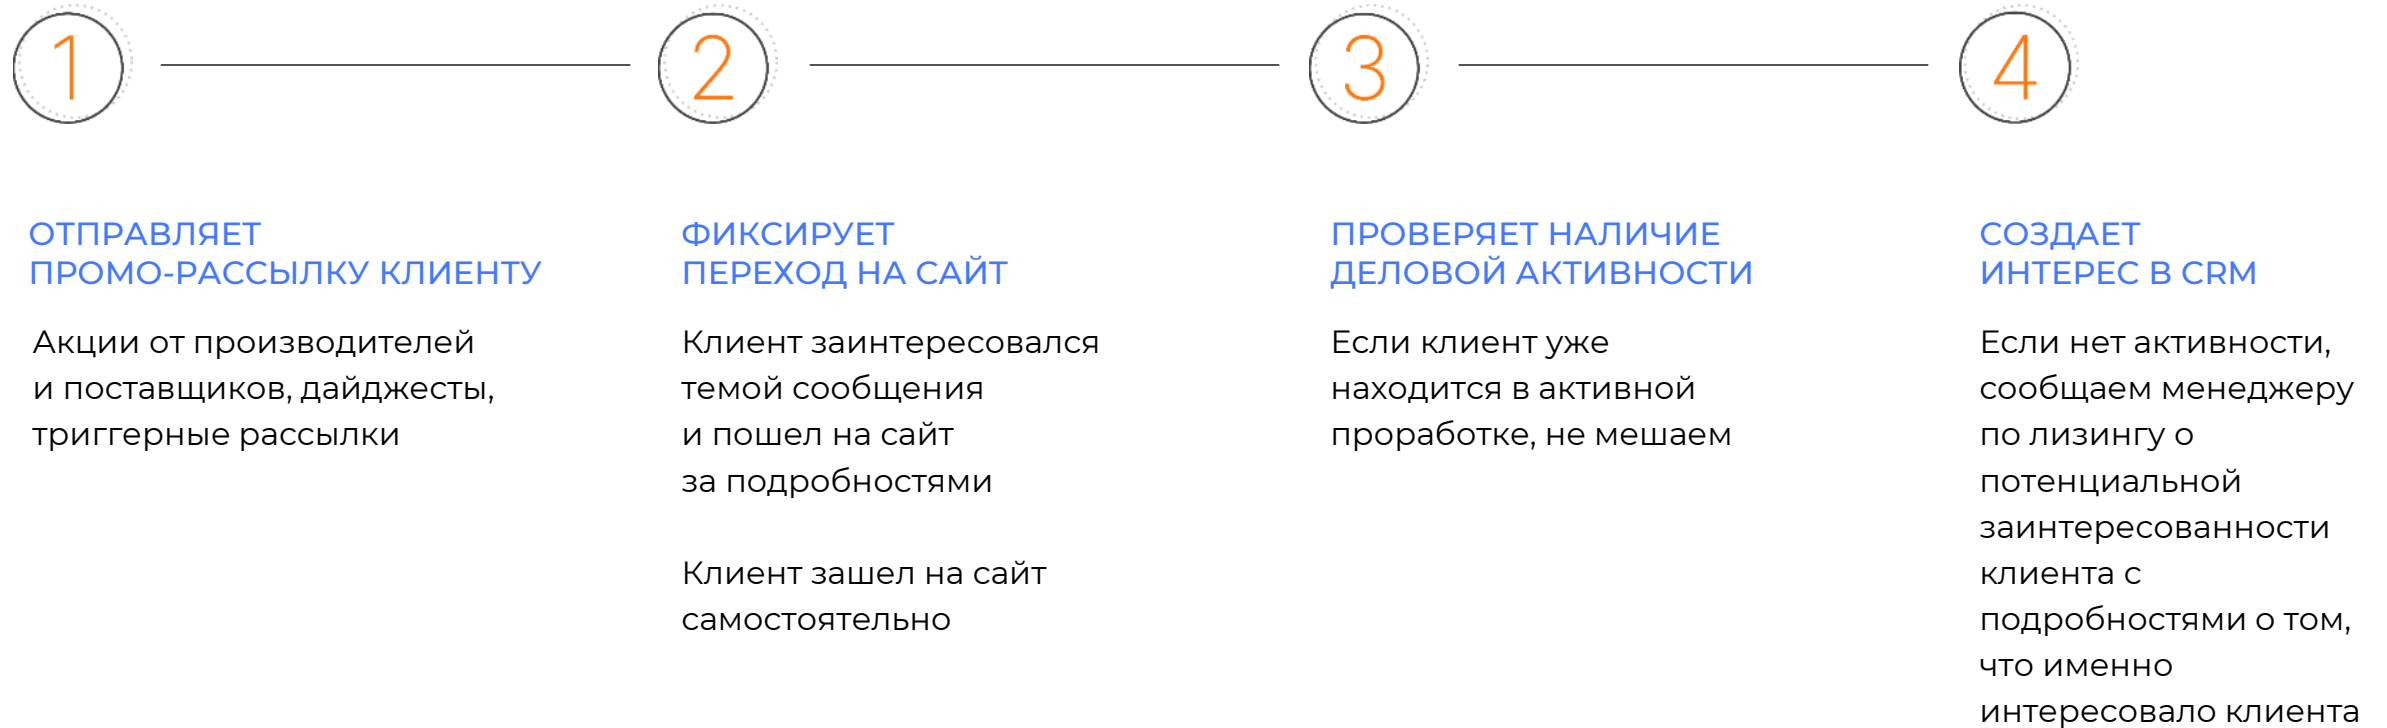 1
2
3
4
ОТПРАВЛЯЕТ
ПРОМО-РАССЫЛКУ КЛИЕНТУ
Акции от производителей
и поставщиков, дайджесты,
триггерные рассылки
ФИКСИРУЕТ
ПЕРЕХОД НА САЙТ
Клиент заинтересовался
темой сообщения
и пошел на сайт
за подробностями
Клиент зашел на сайт
самостоятельно
ПРОВЕРЯЕТ НАЛИЧИЕ
ДЕЛОВОЙ АКТИВНОСТИ
Если клиент уже
находится в активной
проработке, не мешаем
СОЗДАЕТ
ИНТЕРЕС В CRM
Если нет активности,
сообщаем менеджеру
по лизингу о
потенциальной
заинтересованности
клиента с
подробностями о том,
что именно
интересовало клиента